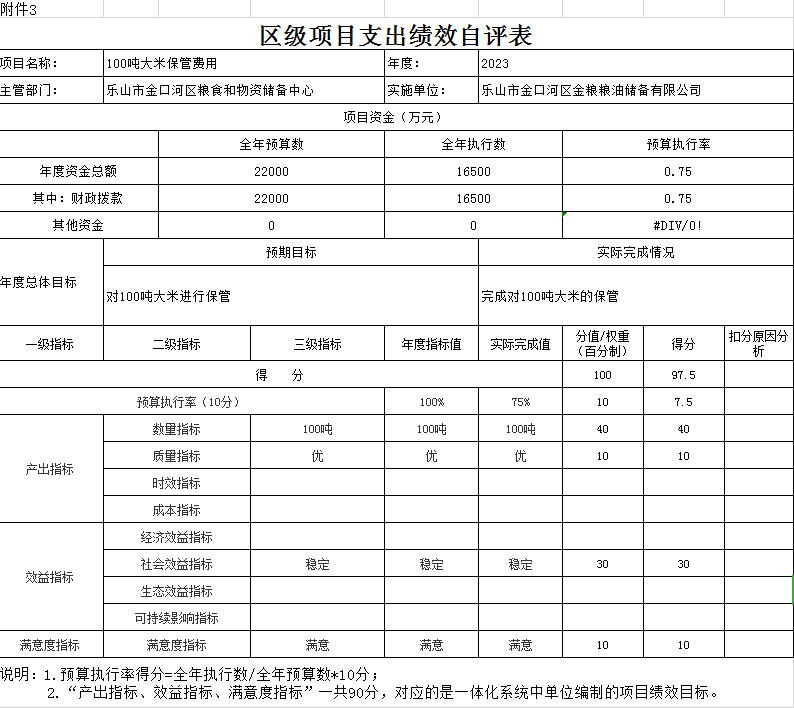 附件3
区级项目支出绩效自评表
项目名称： 100吨大米保管费用 年度： 2023
主管部门： 乐山市金口河区粮食和物资储备中心 实施单位： 乐山市金口河区金粮粮油储备有限公司
项目资金（万元）
全年预算数 全年执行数 预算执行率
年度资金总额 22000 16500 0.75
其中：财政拨款 22000 16500 0.75
其他资金 0 0 #DIV/0!
年度总体目标 预期目标 实际完成情况
对100吨大米进行保管 完成对100吨大米的保管
一级指标 二级指标 三级指标 年度指标值 实际完成值 分值/权重（百分制） 得分 扣分原因分析
得 分 100 97.5
预算执行率（10分） 100% 75% 10 7.5
产出指标 数量指标 100吨 100吨 100吨 40 40
质量指标 优 优 优 10 10
时效指标
成本指标
效益指标 经济效益指标
社会效益指标 稳定 稳定 稳定 30 30
生态效益指标
可持续影响指标
满意度指标 满意度指标 满意 满意 满意 10 10
说明：1.预算执行率得分=全年执行数/全年预算数*10分；
2.“产出指标、效益指标、满意度指标”一共90分，对应的是一体化系统中单位编制的项目绩效目标。